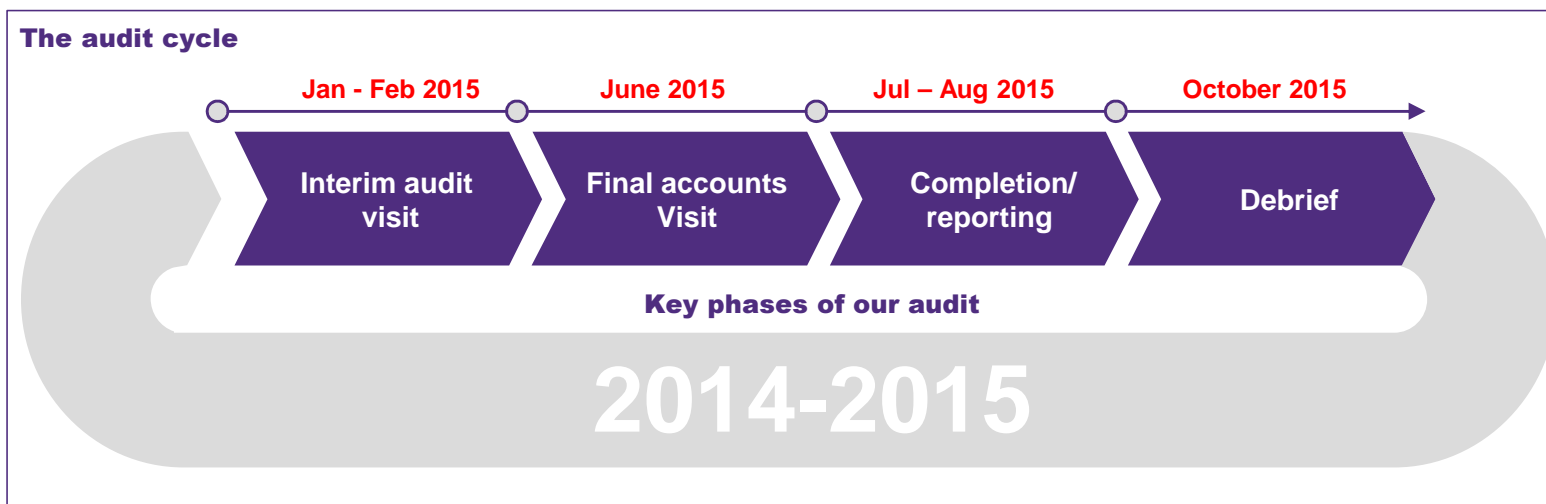 The audit cycle
Jan - Feb 2015
June 2015
Jul – Aug 2015
October 2015
Interim audit
visit
Final accounts
Visit
Completion/
reporting
Debrief
Key phases of our audit
2014-2015